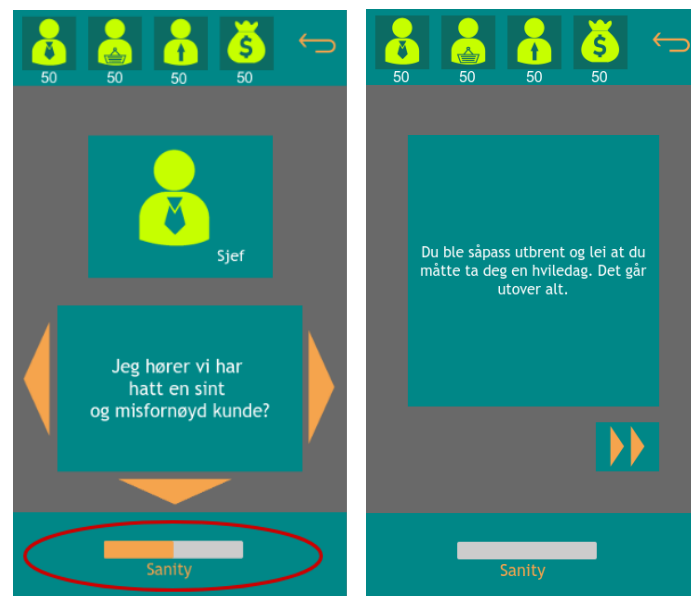 50 50 50 50
Sjef
Jeg hører vi har
hatt en sint
og misfornøyd kunde?
Sanity
50 50 50 50
Du ble såpass utbrent og lei at du
måtte ta deg en hviledag. Det går
utover alt.
Sanity